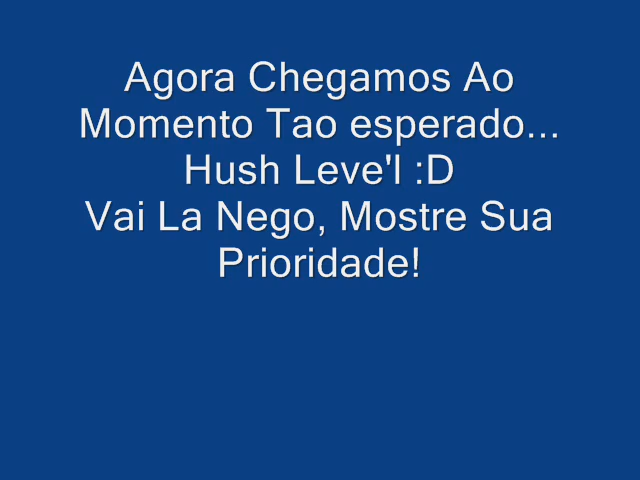 Agora Chegamos Ao
Momento Tao esperado...
Hush Leve'l :D
Vai La Nego, Mostre Sua
Prioridade!